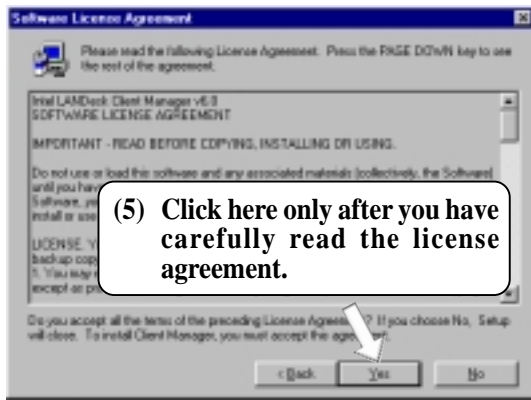 Software License Agreement
Please read the following License Agreement. Press the PAGE DOWN key to see
the rest of the agreement.
Intel LANDesk Client Manager v6.0
SOFTWARE LICENSE AGREEMENT
IMPORTANT - READ BEFORE COPYING, INSTALLING OR USING.
Do not use or load this software and any associated materials (collectively, the Software)
until you have
Software, yo
install or use
LICENSE. Y
backup copy
1. You may n
except as pr
(5) Click here only after you have
carefully read the license
agreement.
Do you accept all the terms of the preceding License Agreement? If you choose No, Setup
will close. To install Client Manager, you must accept this agreement.
< Back
Yes
No